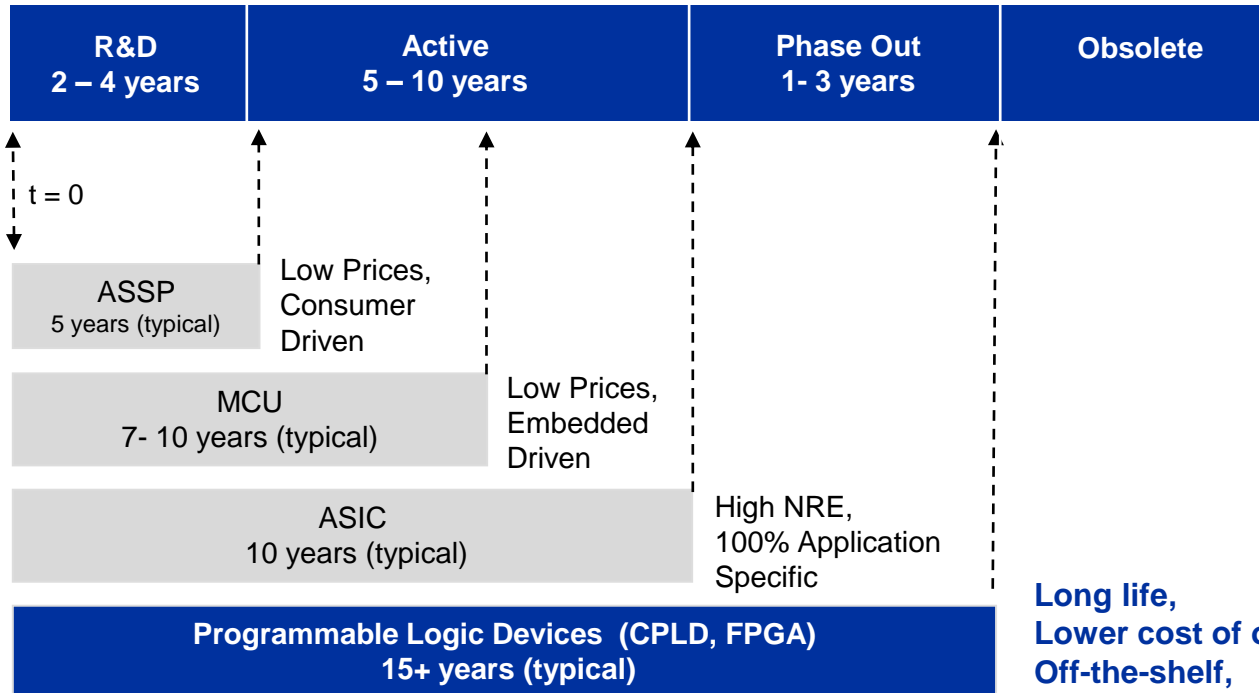 R&D
2 – 4 years
Active
5 – 10 years
Phase Out
1- 3 years
Obsolete
t = 0
ASSP
5 years (typical)
Low Prices,
Consumer
Driven
MCU
7- 10 years (typical)
Low Prices,
Embedded
Driven
ASIC
10 years (typical)
High NRE,
100% Application
Specific
Programmable Logic Devices (CPLD, FPGA)
15+ years (typical)
Long life,
Lower cost of
Off-the-shelf,